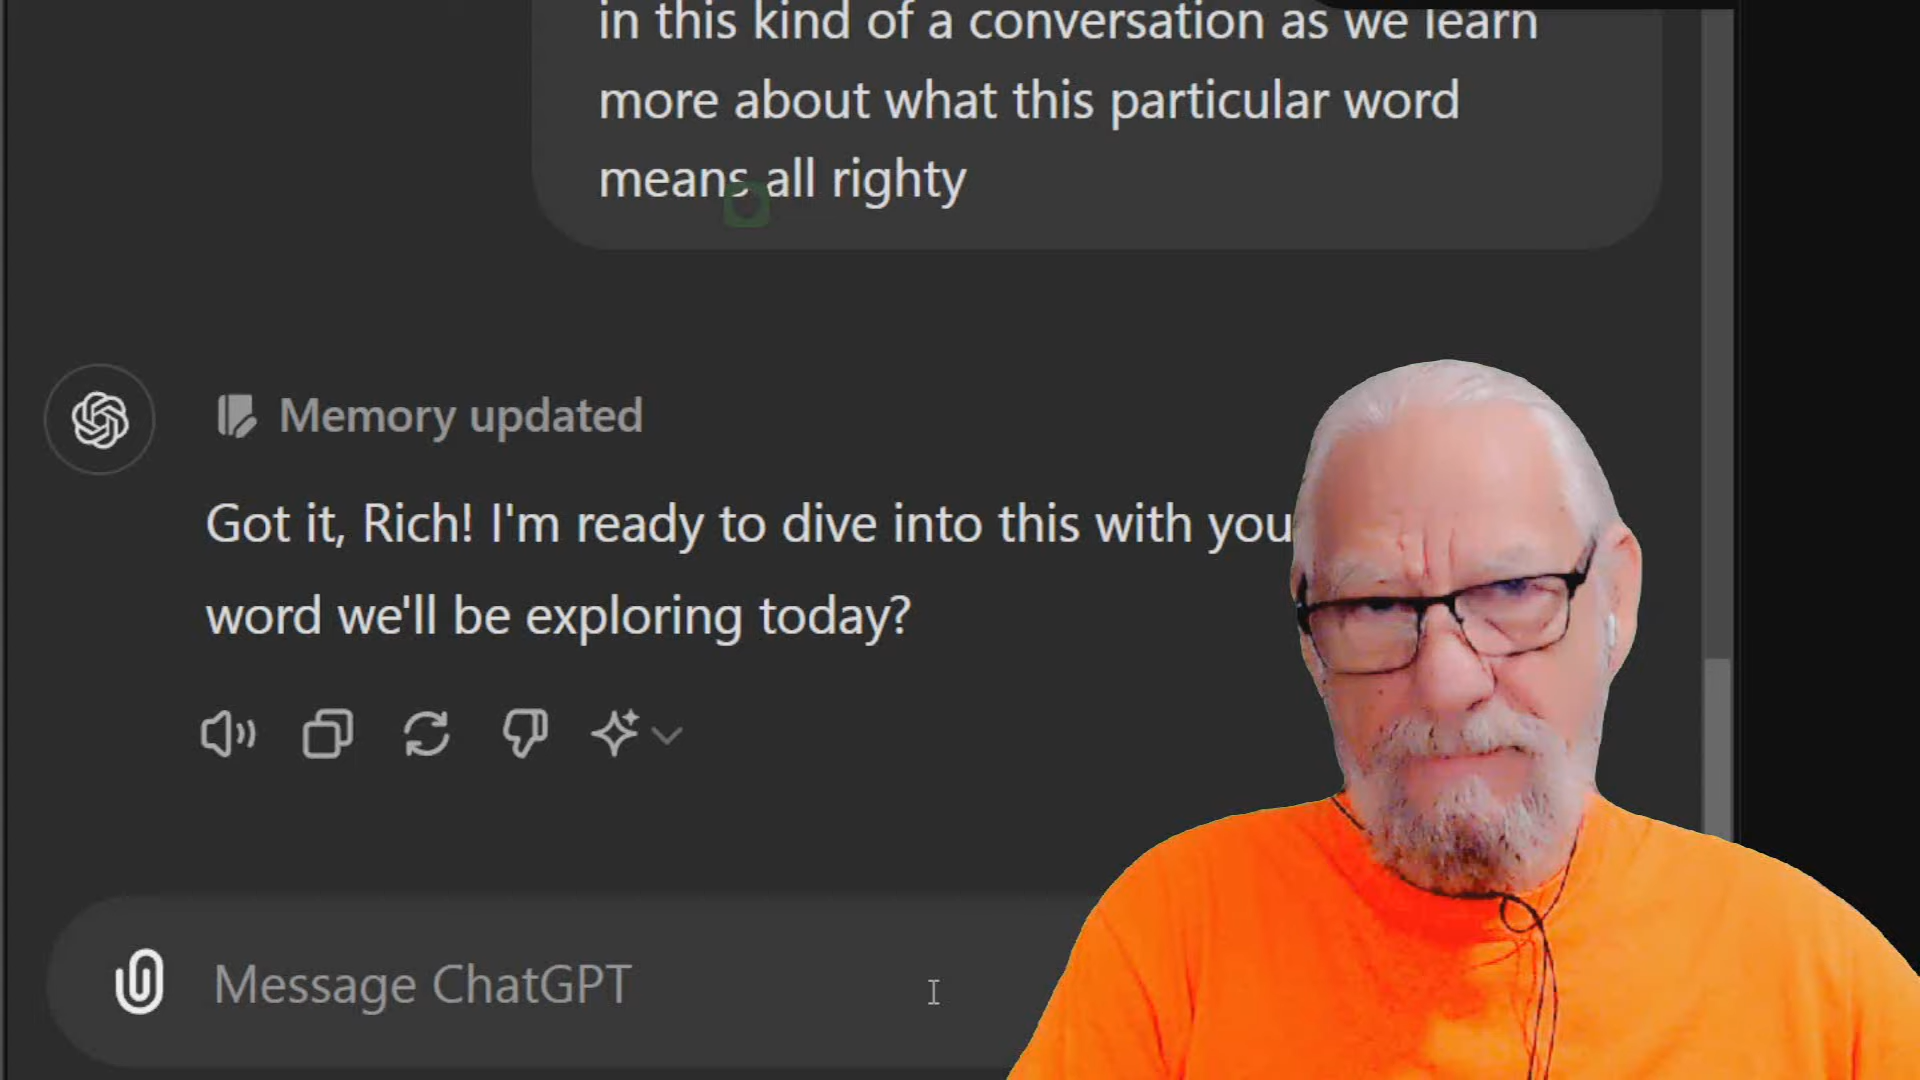 in this kind of a conversation as we learn
more about what this particular word
means all righty
Memory updated
Got it, Rich! I'm ready to dive into this with you
word we'll be exploring today?
Message ChatGPT